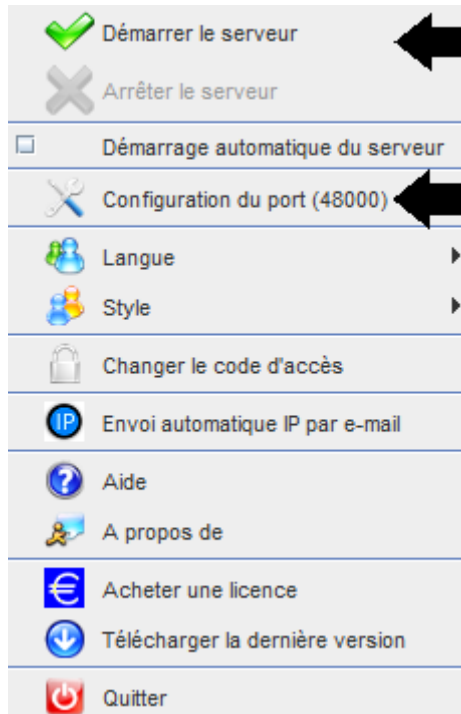 Démarrer le serveur
Arrêter le serveur
Démarrage automatique du serveur
Configuration du port (48000)
Langue
Style
Changer le code d'accès
IP Envoi automatique IP par e-mail
? Aide
A propos de
€ Acheter une licence
Télécharger la dernière version
Quitter